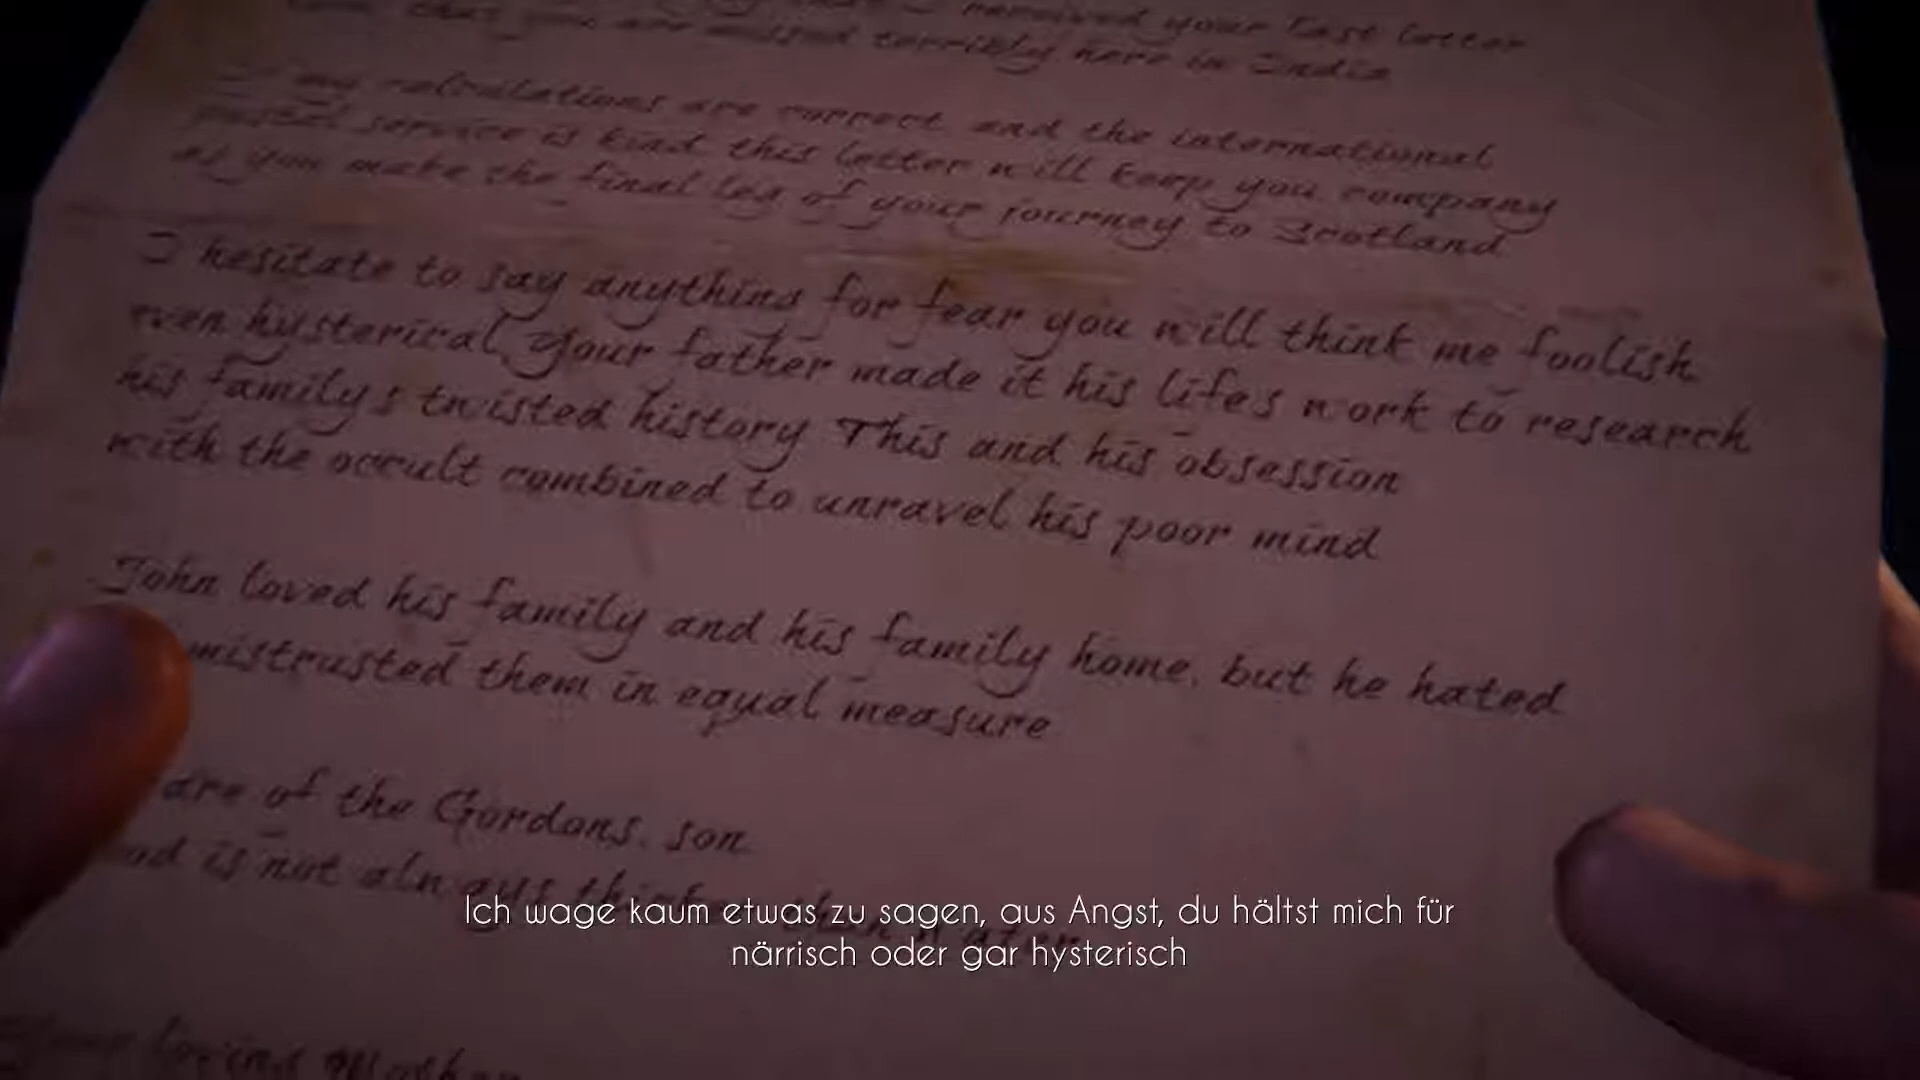 received your last letter
that you are missed terribly here in India
my calculations are correct and the international
postal service is kind this letter will keep you company
as you make the final leg of your journey to Scotland
I hesitate to say anything for fear you will think me foolish
even hysterical Your father made it his lifes work to research
his familys twisted history This and his obsession
with the occult combined to unravel his poor mind
John loved his family and his family home, but he hated
mistrusted them in equal measure
are of the Gordons, son
is not always
Your loving Mother
Ich wage kaum etwas zu sagen, aus Angst, du hältst mich für
närrisch oder gar hysterisch